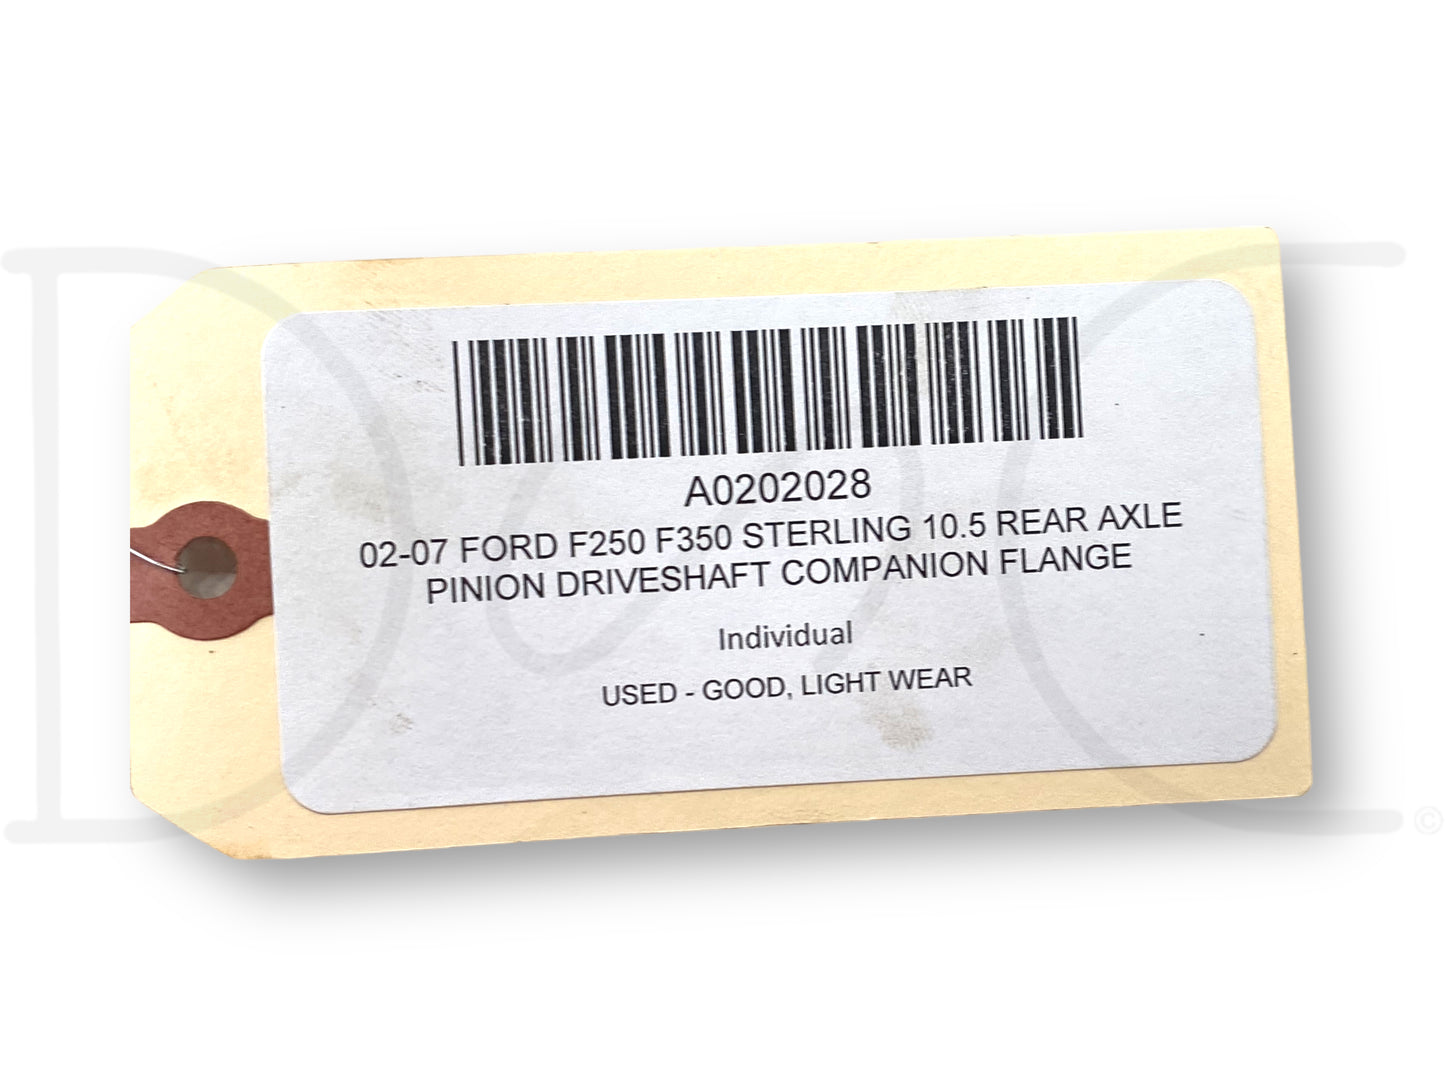 A0202028
02-07 FORD F250 F350 STERLING 10.5 REAR AXLE
PINION DRIVESHAFT COMPANION FLANGE
Individual
USED - GOOD, LIGHT WEAR
©